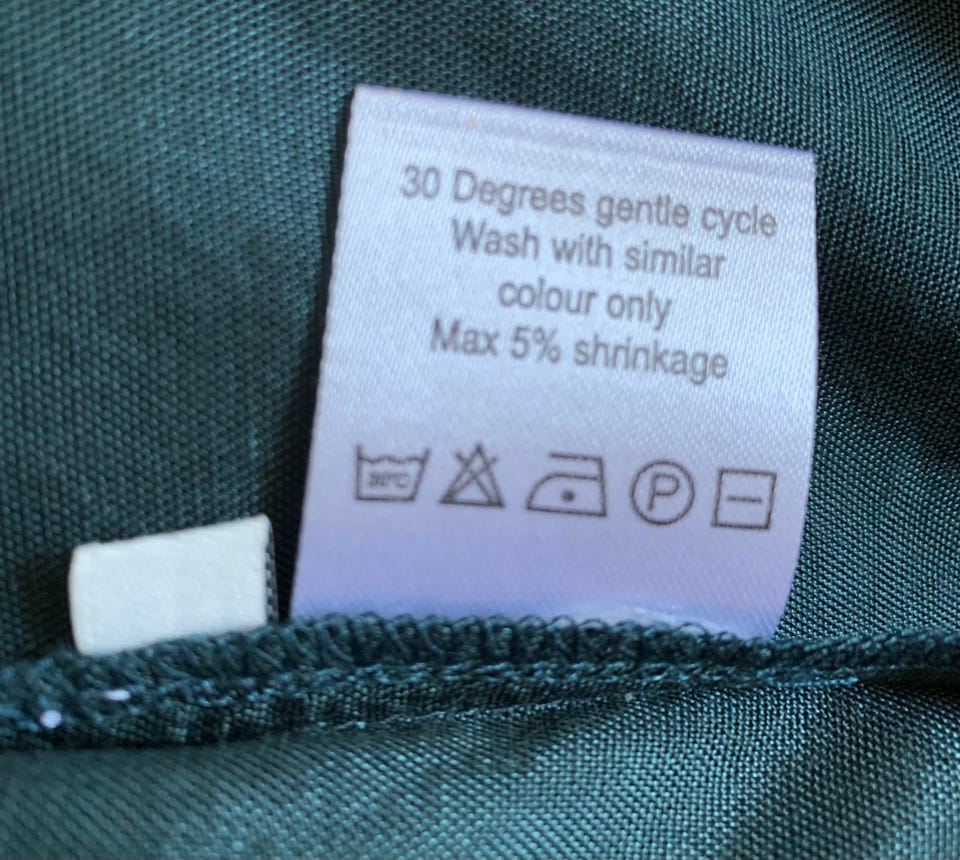 30 Degrees gentle cycle
Wash with similar
colour only
Max 5% shrinkage
30°C P